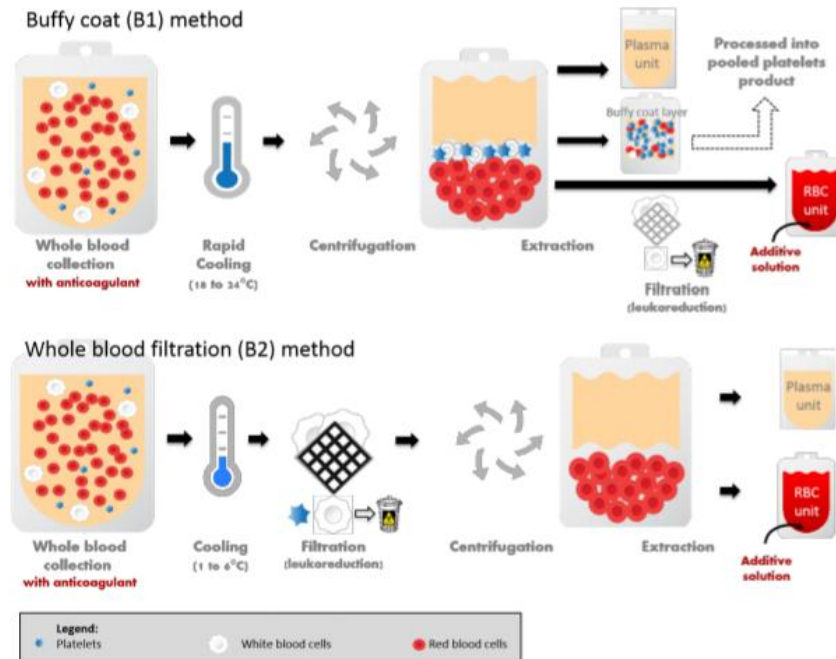 Buffy coat (B1) method
Plasma
unit
Processed into
pooled platelets
product
Buffy coat layer
RBC
unit
Whole blood
collection
with anticoagulant
Rapid
Cooling
(18 to 24°C)
Centrifugation
Extraction
Filtration
(leukoreduction)
Additive
solution
Whole blood filtration (B2) method
Plasma
unit
RBC
unit
Whole blood
collection
with anticoagulant
Cooling
(1 to 6°C)
Filtration
(leukoreduction)
Centrifugation
Extraction
Additive
solution
Legend:
Platelets
White blood cells
Red blood cells